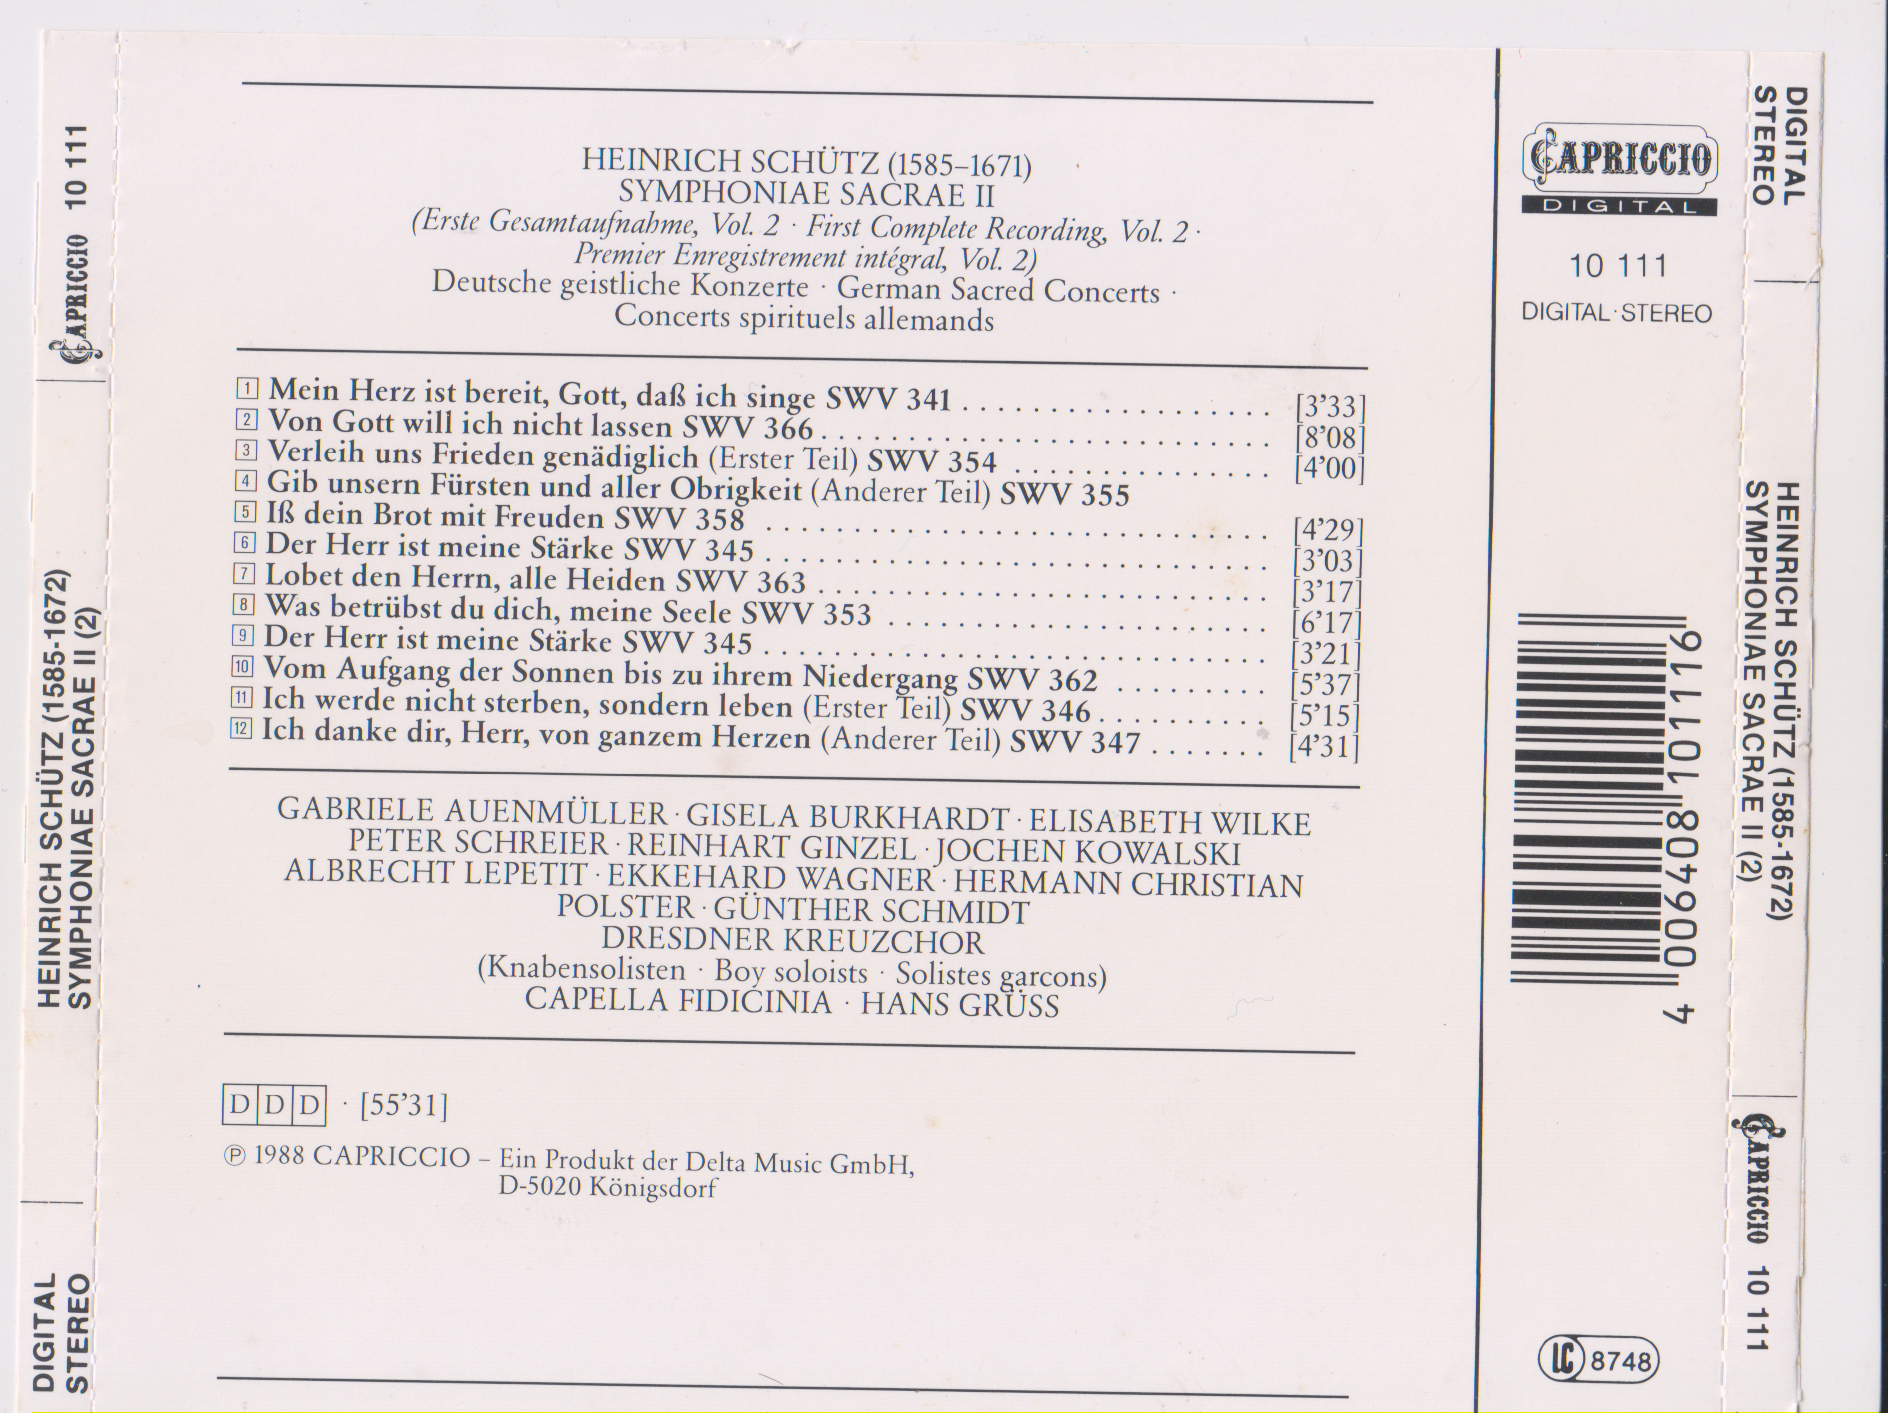 CAPRICCIO 10 111
HEINRICH SCHÜTZ (1585-1672)
SYMPHONIAE SACRAE II (2)
DIGITAL
STEREO
HEINRICH SCHÜTZ (1585–1671)
SYMPHONIAE SACRAE II
(Erste Gesamtaufnahme, Vol. 2 · First Complete Recording, Vol. 2 ·
Premier Enregistrement intégral, Vol. 2)
Deutsche geistliche Konzerte · German Sacred Concerts ·
Concerts spirituels allemands
1 Mein Herz ist bereit, Gott, daß ich singe SWV 341 . . . . . . . . . . . . . . . . . . . [3’33]
2 Von Gott will ich nicht lassen SWV 366 . . . . . . . . . . . . . . . . . . . . . . . . . . . [8’08]
3 Verleih uns Frieden genädiglich (Erster Teil) SWV 354 . . . . . . . . . . . . . . . . [4’00]
4 Gib unsern Fürsten und aller Obrigkeit (Anderer Teil) SWV 355
5 Iß dein Brot mit Freuden SWV 358 . . . . . . . . . . . . . . . . . . . . . . . . . . . . . . [4’29]
6 Der Herr ist meine Stärke SWV 345 . . . . . . . . . . . . . . . . . . . . . . . . . . . . . . [3’03]
7 Lobet den Herrn, alle Heiden SWV 363 . . . . . . . . . . . . . . . . . . . . . . . . . . . [3’17]
8 Was betrübst du dich, meine Seele SWV 353 . . . . . . . . . . . . . . . . . . . . . . . [6’17]
9 Der Herr ist meine Stärke SWV 345 . . . . . . . . . . . . . . . . . . . . . . . . . . . . . . [3’21]
10 Vom Aufgang der Sonnen bis zu ihrem Niedergang SWV 362 . . . . . . . . . [5’37]
11 Ich werde nicht sterben, sondern leben (Erster Teil) SWV 346 . . . . . . . . . . [5’15]
12 Ich danke dir, Herr, von ganzem Herzen (Anderer Teil) SWV 347 . . . . . . . [4’31]
GABRIELE AUENMÜLLER · GISELA BURKHARDT · ELISABETH WILKE
PETER SCHREIER · REINHART GINZEL · JOCHEN KOWALSKI
ALBRECHT LEPETIT · EKKEHARD WAGNER · HERMANN CHRISTIAN
POLSTER · GÜNTHER SCHMIDT
DRESDNER KREUZCHOR
(Knabensolisten · Boy soloists · Solistes garcons)
CAPELLA FIDICINIA · HANS GRÜSS
DDD · [55’31]
℗ 1988 CAPRICCIO – Ein Produkt der Delta Music GmbH,
D-5020 Königsdorf
CAPRICCIO
DIGITAL
10 111
DIGITAL·STEREO
4 006408 101116
LC 8748
DIGITAL
STEREO
HEINRICH SCHÜTZ (1585-1672)
SYMPHONIAE SACRAE II (2)
CAPRICCIO 10 111